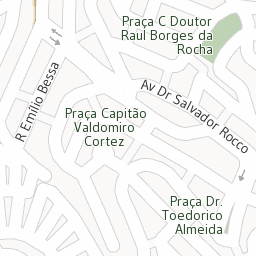 Praça C Doutor
Raul Borges da
Rocha
Av Dr Salvador Rocco
R Emílio Bessa
Praça Capitão
Valdomiro
Cortez
Praça Dr.
Toedorico
Almeida